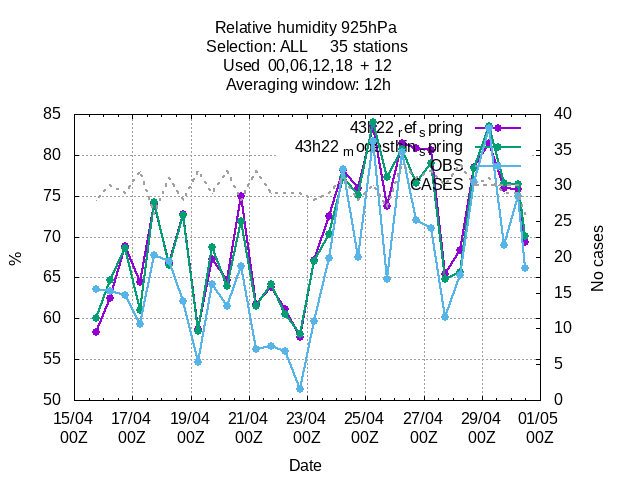 Relative humidity 925hPa
Selection: ALL 35 stations
Used 00,06,12,18 + 12
Averaging window: 12h
85 40
43h22_ref_spring
80 35
OBS
CASES 30
75
25
70
% 20 No cases
65
15
60
10
55
5
50 0
15/04 17/04 19/04 21/04 23/04 25/04 27/04 29/04 01/05
00Z 00Z 00Z 00Z 00Z 00Z 00Z 00Z 00Z
Date